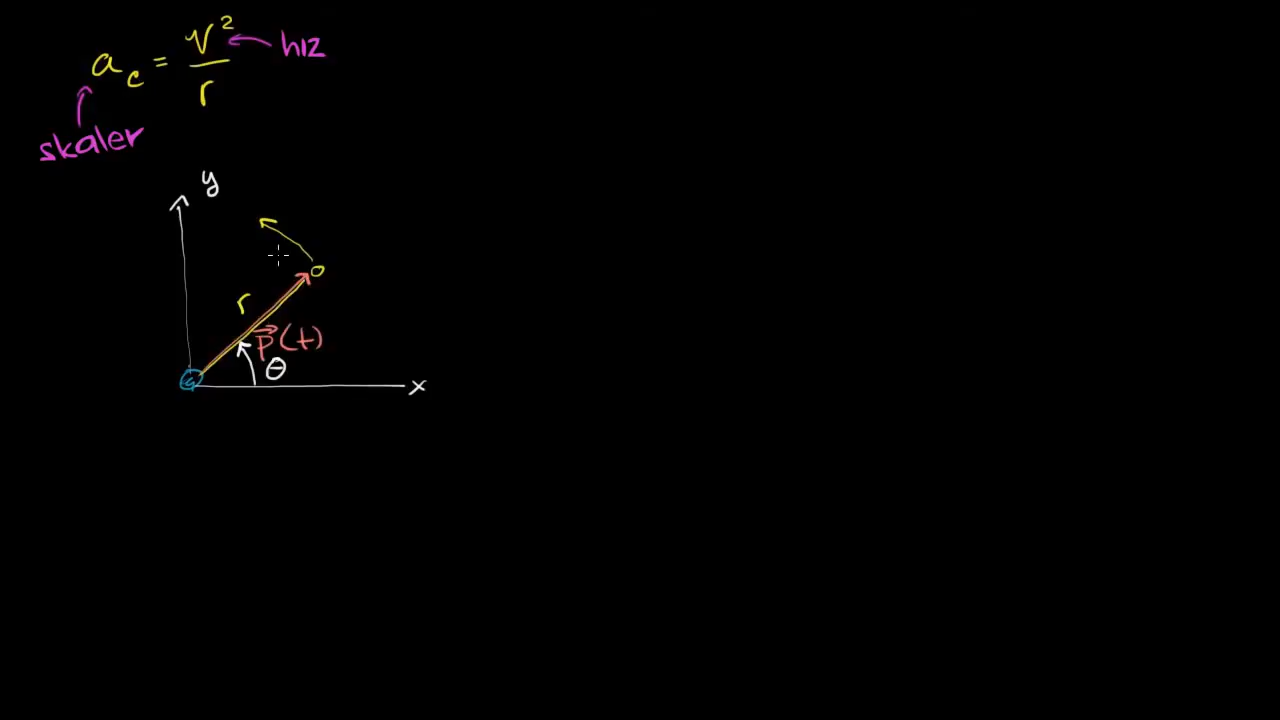 a_c = v²/r ← hız
skaler
y
r
p⃗(t)
θ
x